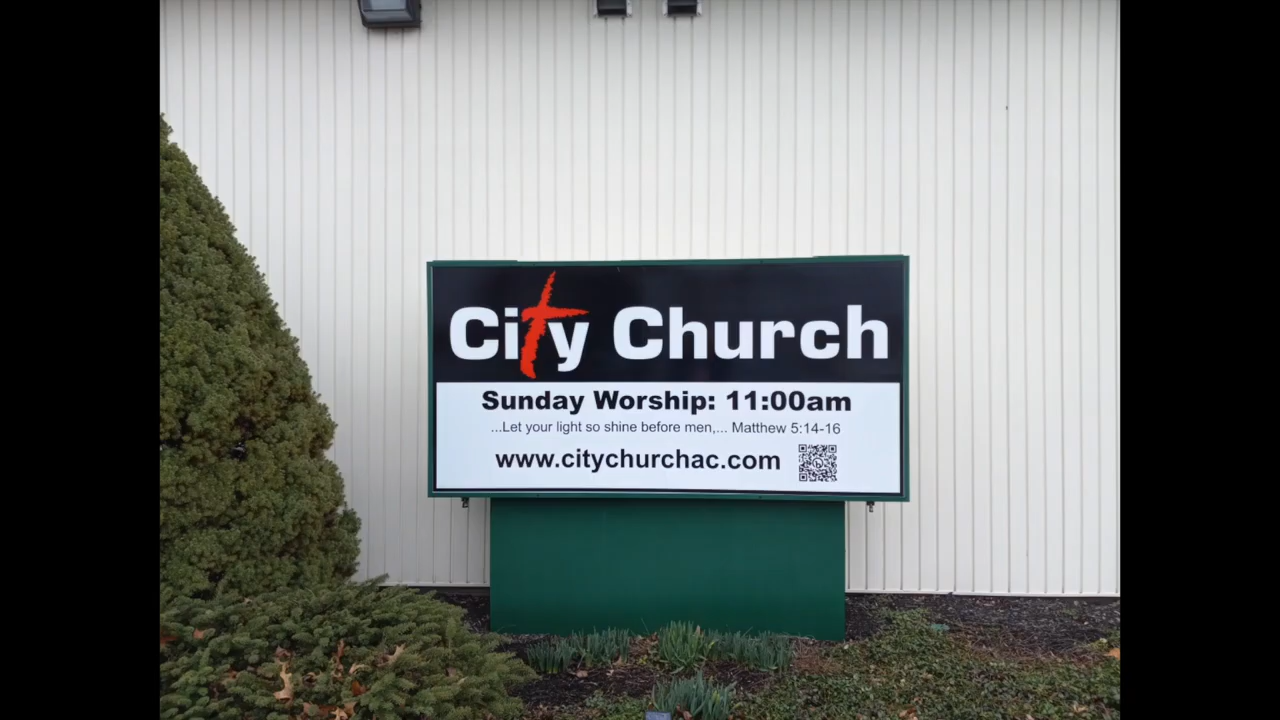 City Church
Sunday Worship: 11:00am
...Let your light so shine before men,... Matthew 5:14-16
www.citychurchac.com